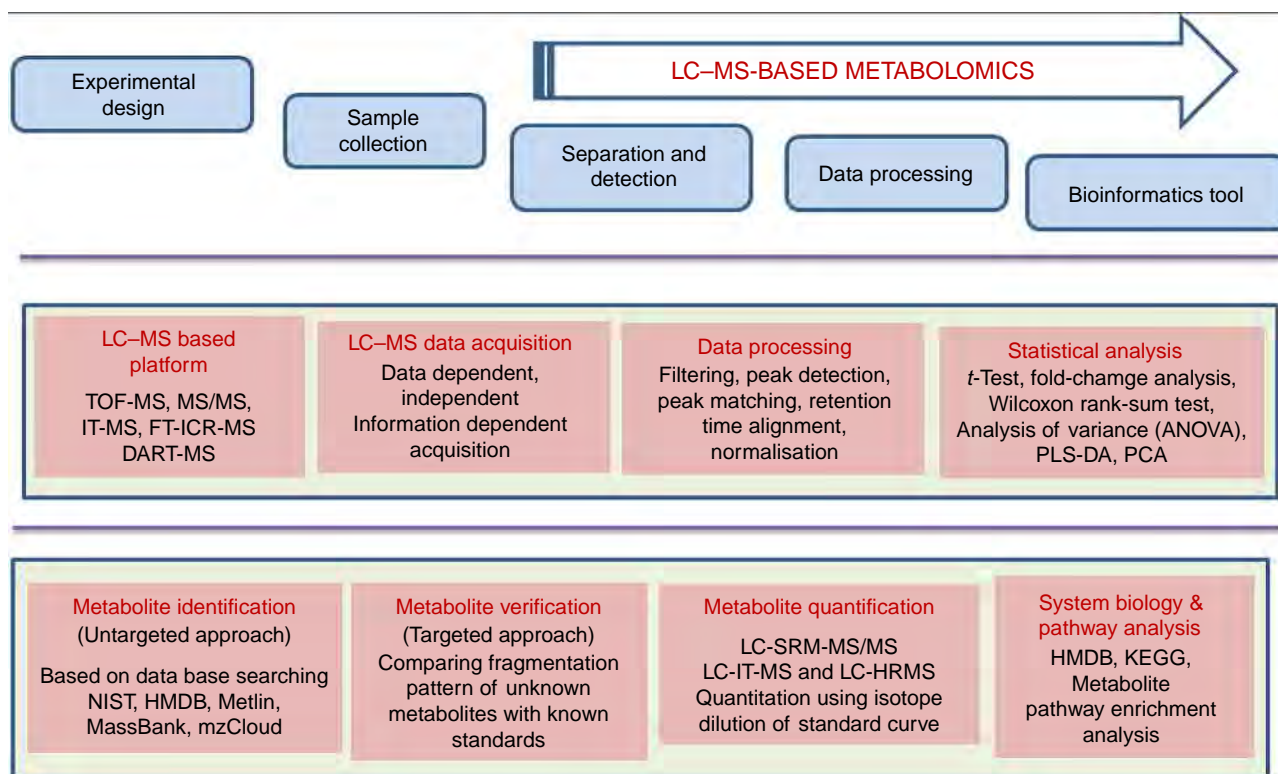 LC–MS-BASED METABOLOMICS
Experimental
design
Sample
collection
Separation and
detection
Data processing
Bioinformatics tool
LC–MS based
platform
TOF-MS, MS/MS,
IT-MS, FT-ICR-MS
DART-MS
LC–MS data acquisition
Data dependent,
independent
Information dependent
acquisition
Data processing
Filtering, peak detection,
peak matching, retention
time alignment,
normalisation
Statistical analysis
t-Test, fold-chamge analysis,
Wilcoxon rank-sum test,
Analysis of variance (ANOVA),
PLS-DA, PCA
Metabolite identification
(Untargeted approach)
Based on data base searching
NIST, HMDB, Metlin,
MassBank, mzCloud
Metabolite verification
(Targeted approach)
Comparing fragmentation
pattern of unknown
metabolites with known
standards
Metabolite quantification
LC-SRM-MS/MS
LC-IT-MS and LC-HRMS
Quantitation using isotope
dilution of standard curve
System biology &
pathway analysis
HMDB, KEGG,
Metabolite
pathway enrichment
analysis